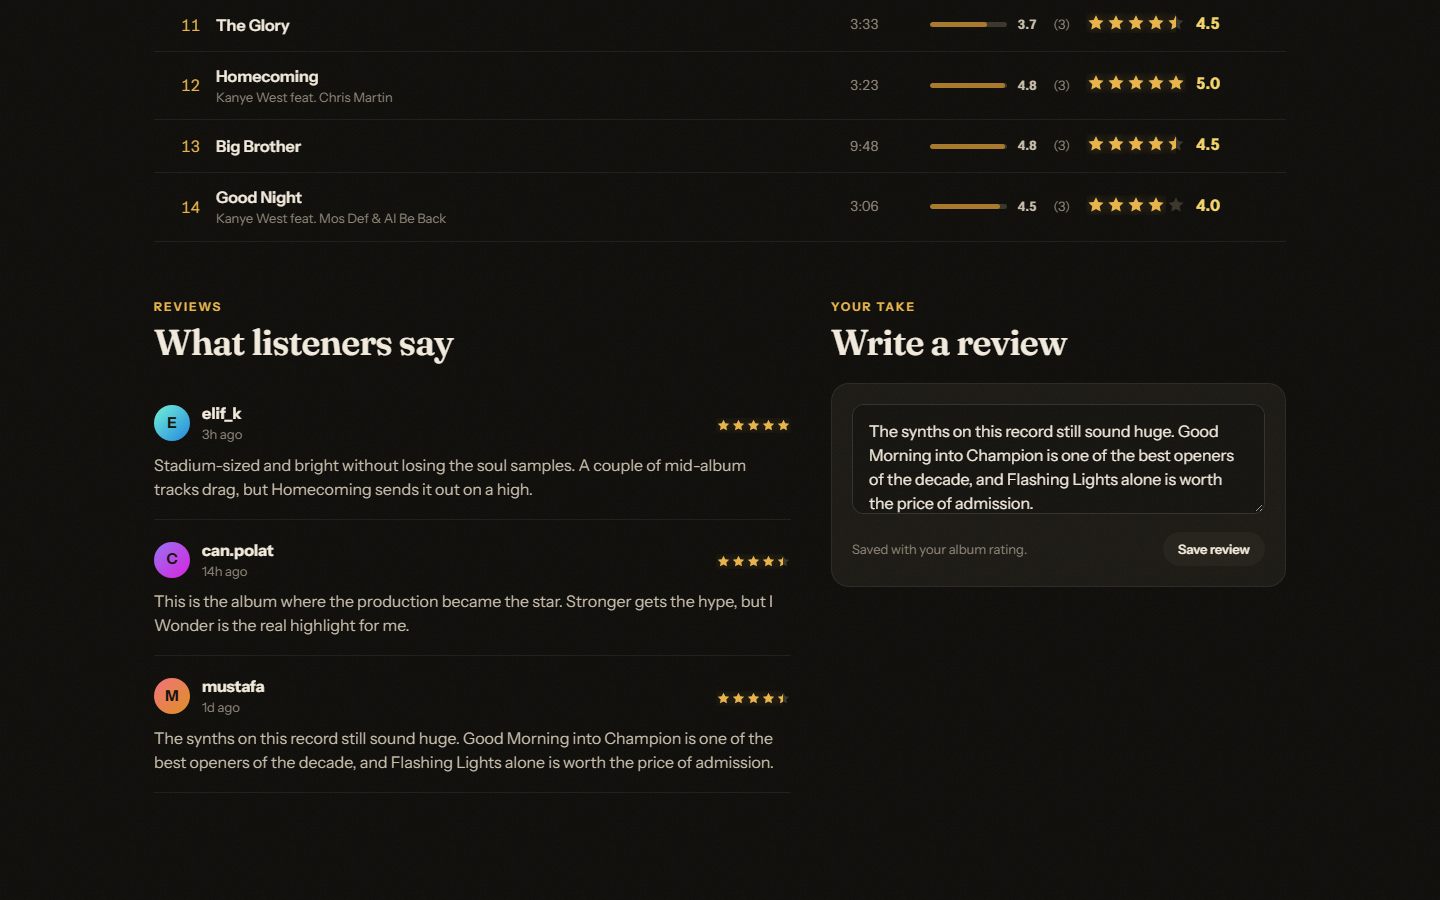 11 The Glory 3:33 3.7 (3) 4.5
12 Homecoming 3:23 4.8 (3) 5.0
Kanye West feat. Chris Martin
13 Big Brother 9:48 4.8 (3) 4.5
14 Good Night 3:06 4.5 (3) 4.0
Kanye West feat. Mos Def & Al Be Back
REVIEWS
What listeners say
E elif_k
3h ago
Stadium-sized and bright without losing the soul samples. A couple of mid-album
tracks drag, but Homecoming sends it out on a high.
C can.polat
14h ago
This is the album where the production became the star. Stronger gets the hype, but I
Wonder is the real highlight for me.
M mustafa
1d ago
The synths on this record still sound huge. Good Morning into Champion is one of the
best openers of the decade, and Flashing Lights alone is worth the price of admission.
YOUR TAKE
Write a review
The synths on this record still sound huge. Good
Morning into Champion is one of the best openers
of the decade, and Flashing Lights alone is worth
the price of admission.
Saved with your album rating.
Save review